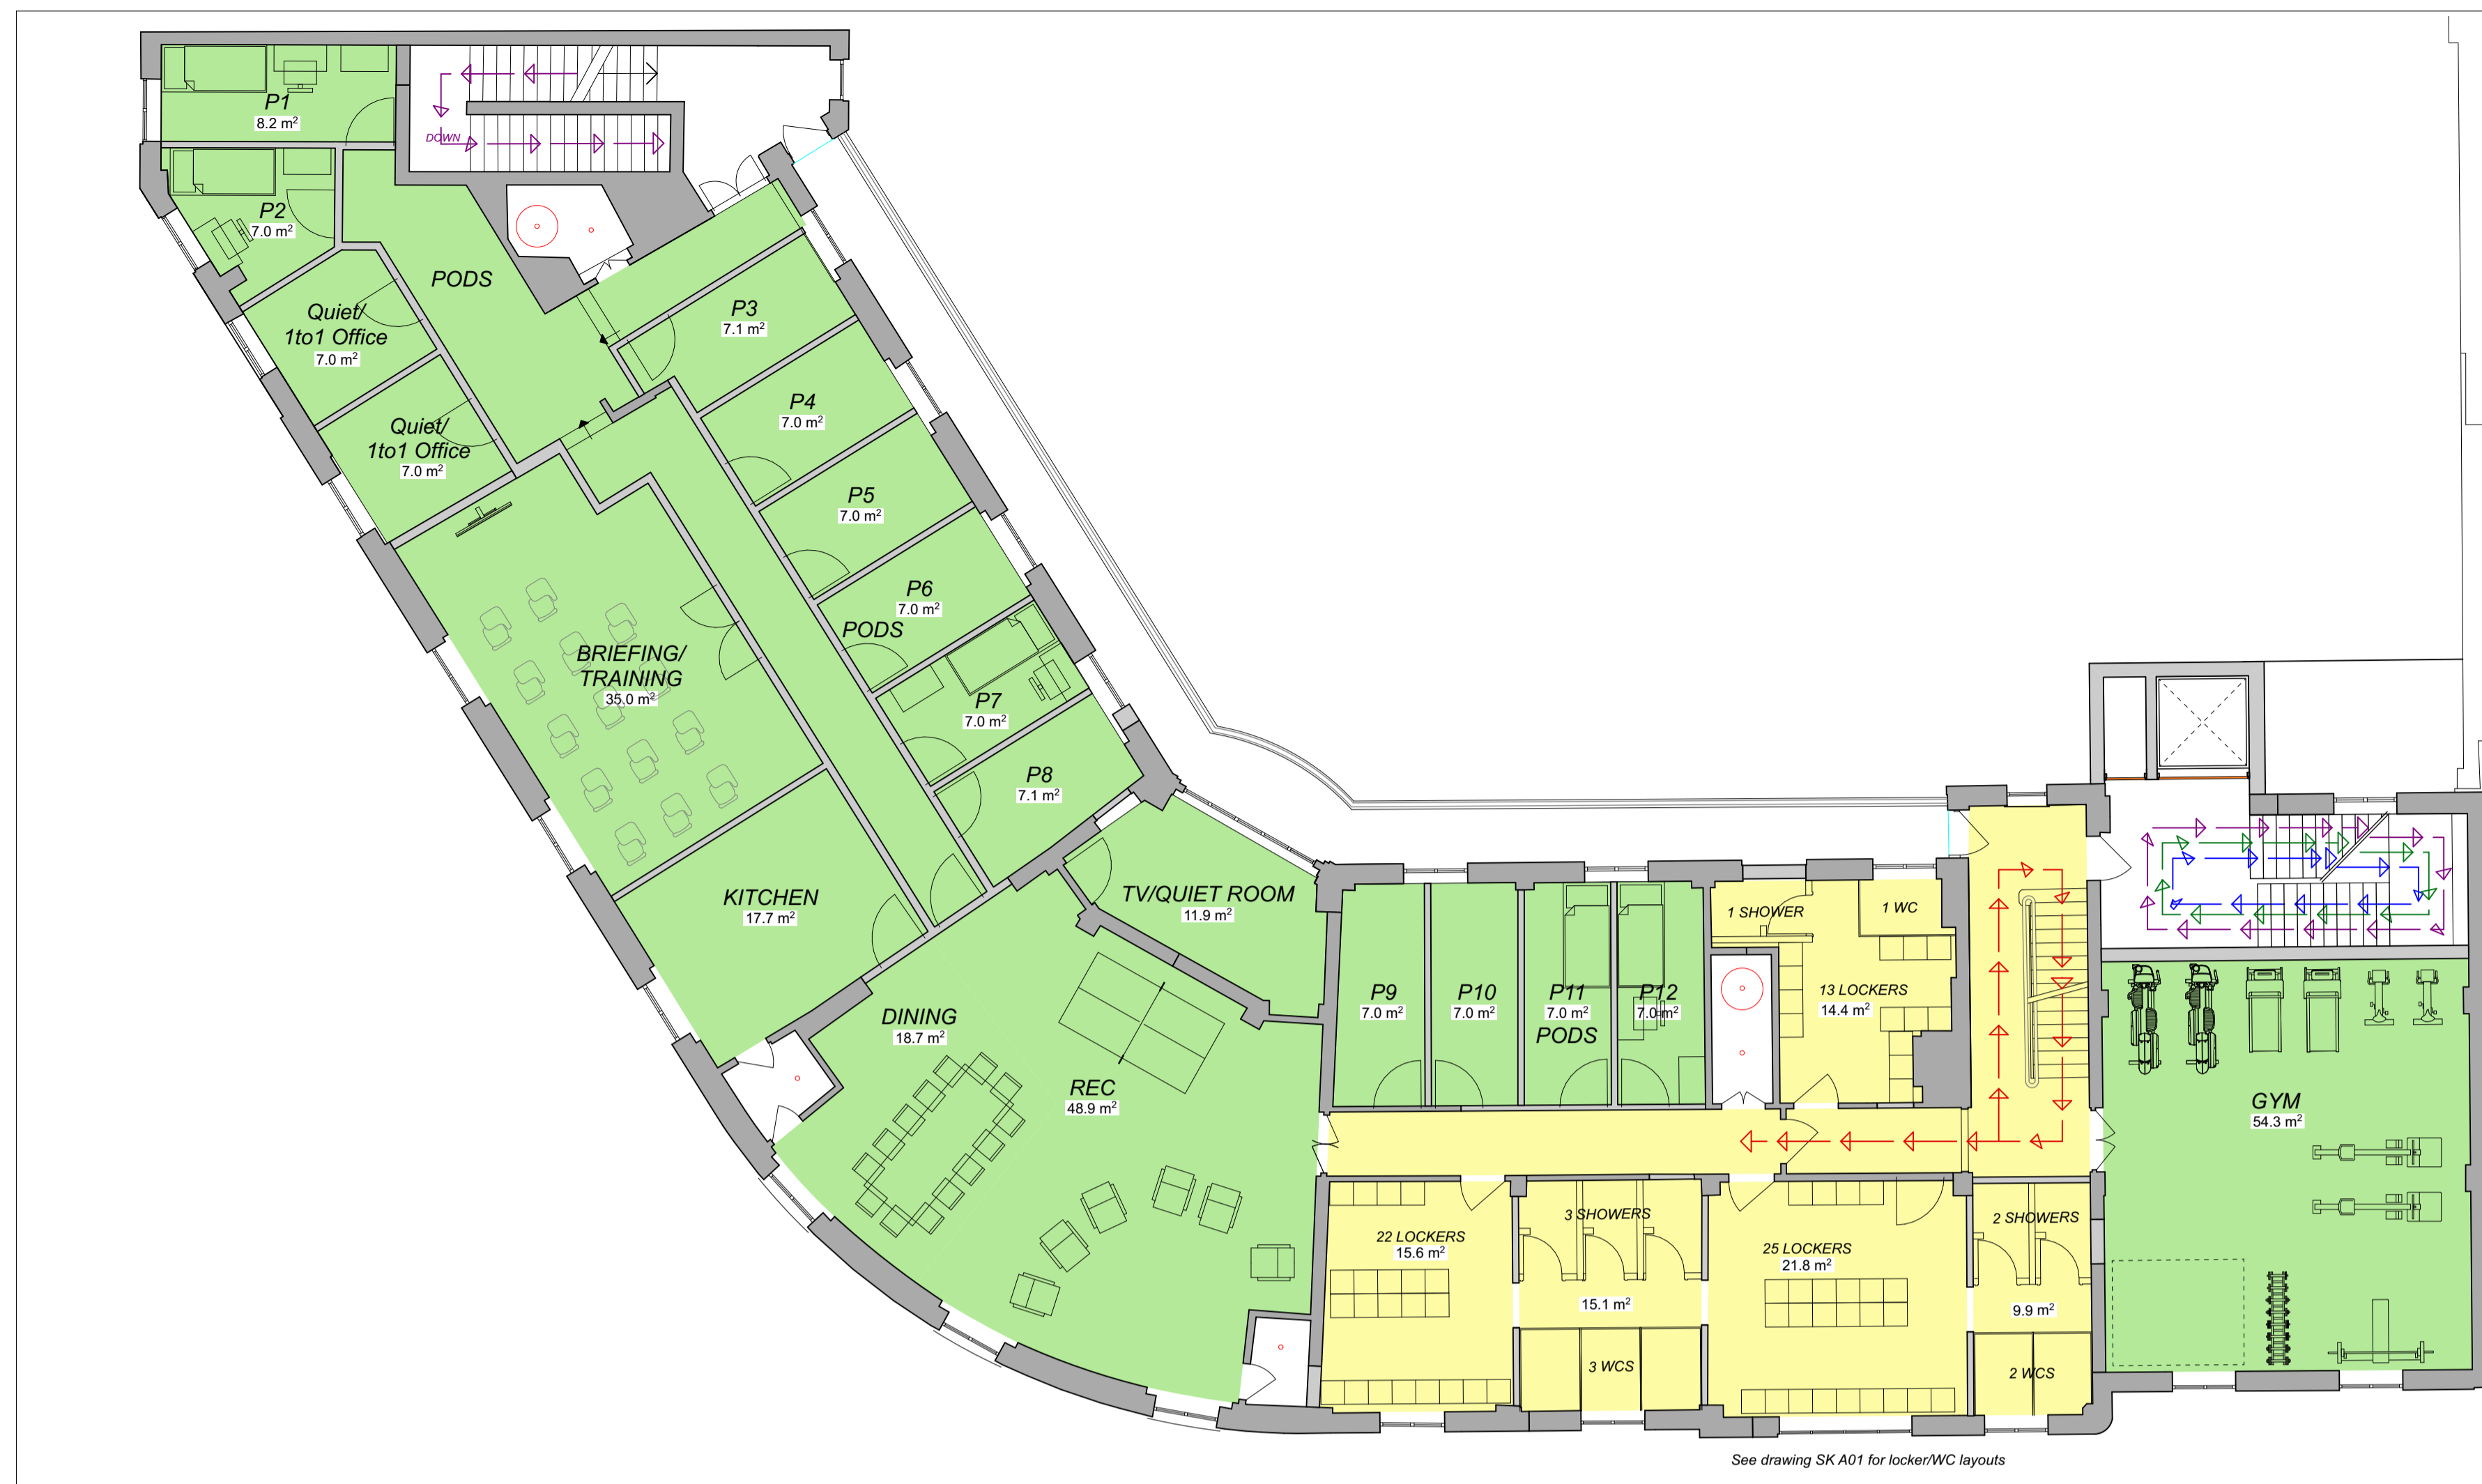 P1
8.2 m²
DOWN
P2
7.0 m²
PODS
Quiet/
1to1 Office
7.0 m²
Quiet/
1to1 Office
7.0 m²
P3
7.1 m²
P4
7.0 m²
P5
7.0 m²
P6
7.0 m²
PODS
P7
7.0 m²
P8
7.1 m²
BRIEFING/
TRAINING
35.0 m²
KITCHEN
17.7 m²
TV/QUIET ROOM
11.9 m²
DINING
18.7 m²
REC
48.9 m²
P9
7.0 m²
P10
7.0 m²
P11
7.0 m²
PODS
P12
7.0 m²
1 SHOWER
1 WC
13 LOCKERS
14.4 m²
GYM
54.3 m²
22 LOCKERS
15.6 m²
3 SHOWERS
15.1 m²
3 WCS
25 LOCKERS
21.8 m²
2 SHOWERS
9.9 m²
2 WCS
See drawing SK A01 for locker/WC layouts